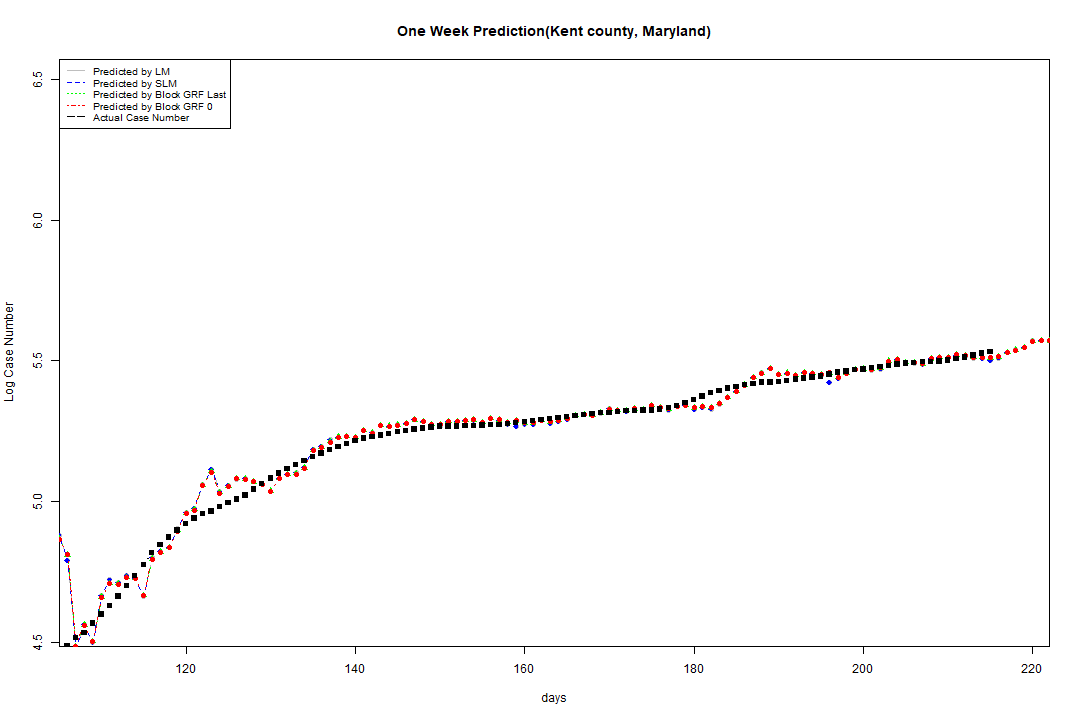 One Week Prediction(Kent county, Maryland)
Predicted by LM
Predicted by SLM
Predicted by Block GRF Last
Predicted by Block GRF 0
Actual Case Number
6.5
6.0
5.5
5.0
4.5
Log Case Number
120 140 160 180 200 220
days